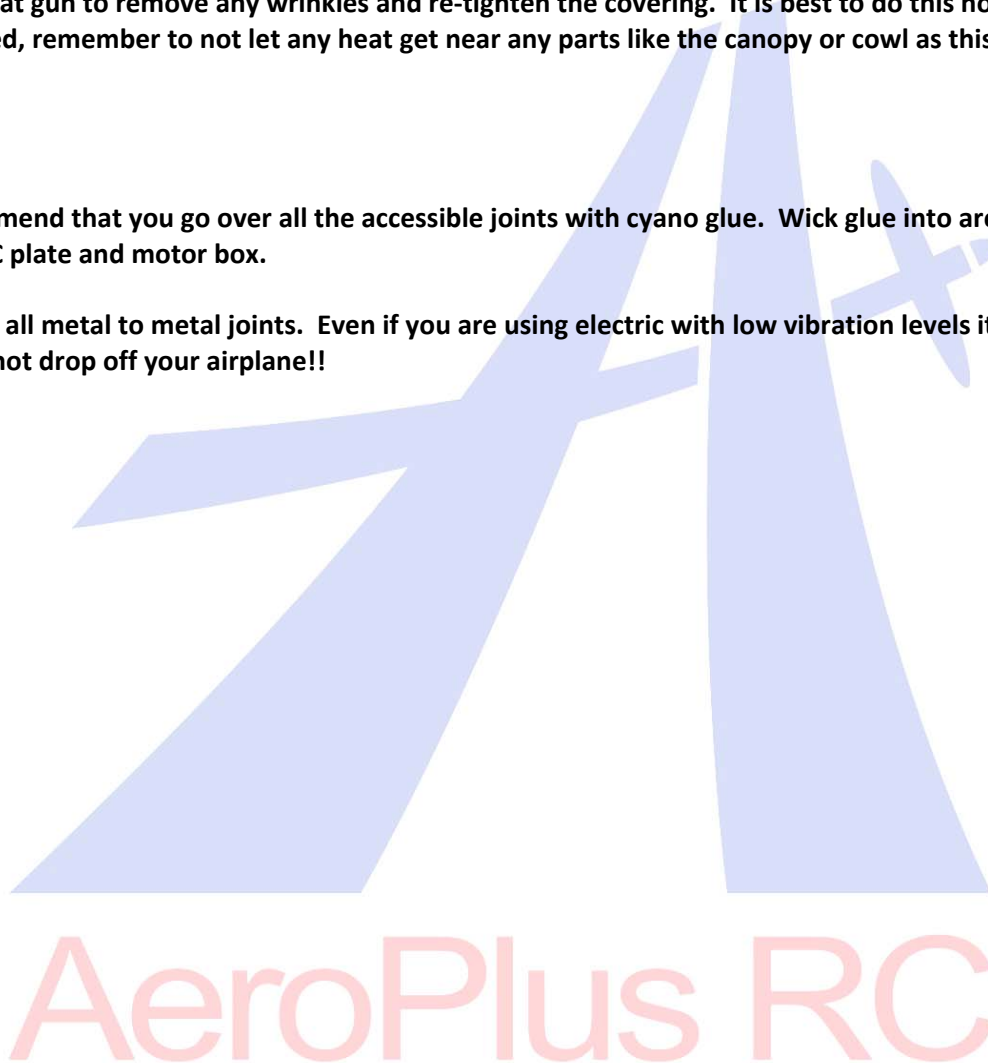 at gun to remove any wrinkles and re-tighten the covering. It is best to do this
ed, remember to not let any heat get near any parts like the canopy or cowl as this
mend that you go over all the accessible joints with cyano glue. Wick glue into
plate and motor box.
all metal to metal joints. Even if you are using electric with low vibration levels
not drop off your airplane!!
AeroPlus RC